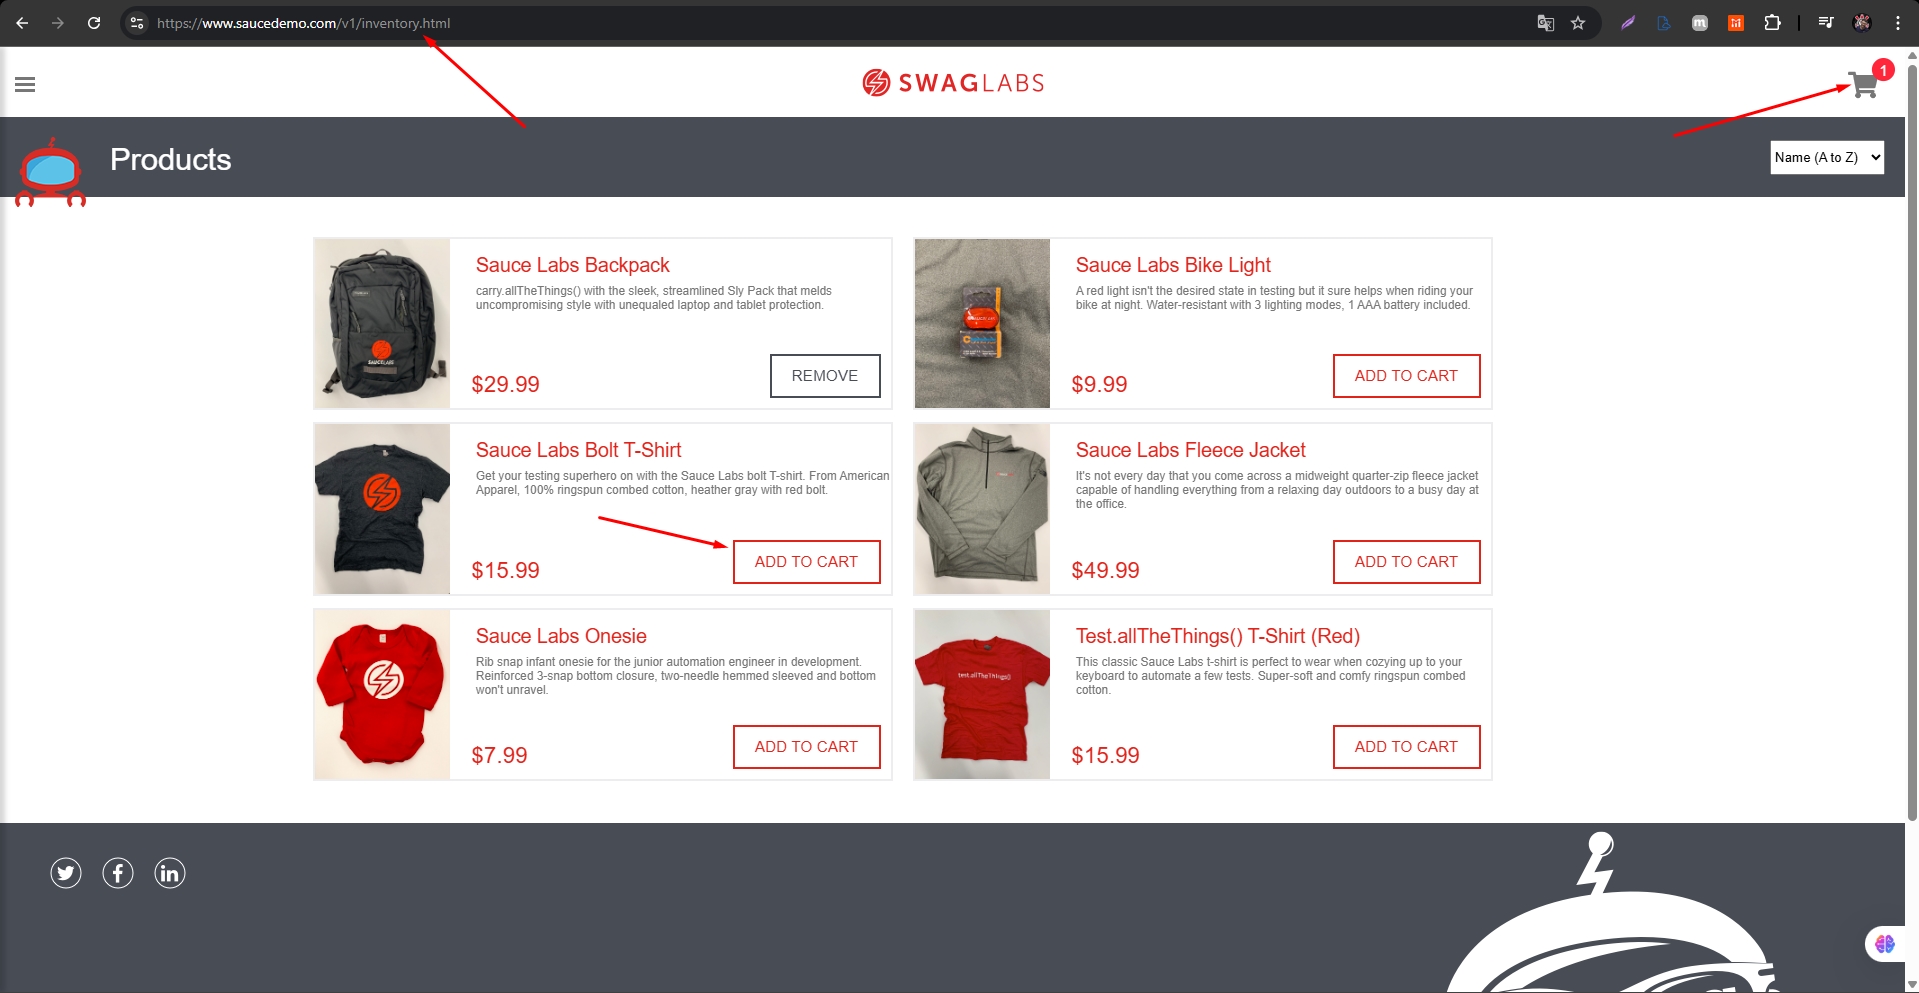 https://www.saucedemo.com/v1/inventory.html
SWAGLABS
1
Products
Name (A to Z)
Sauce Labs Backpack
carry.allTheThings() with the sleek, streamlined Sly Pack that melds
uncompromising style with unequaled laptop and tablet protection.
$29.99
REMOVE
Sauce Labs Bike Light
A red light isn't the desired state in testing but it sure helps when riding your
bike at night. Water-resistant with 3 lighting modes, 1 AAA battery included.
$9.99
ADD TO CART
Sauce Labs Bolt T-Shirt
Get your testing superhero on with the Sauce Labs bolt T-shirt. From American
Apparel, 100% ringspun combed cotton, heather gray with red bolt.
$15.99
ADD TO CART
Sauce Labs Fleece Jacket
It's not every day that you come across a midweight quarter-zip fleece jacket
capable of handling everything from a relaxing day outdoors to a busy day at
the office.
$49.99
ADD TO CART
Sauce Labs Onesie
Rib snap infant onesie for the junior automation engineer in development.
Reinforced 3-snap bottom closure, two-needle hemmed sleeved and bottom
won't unravel.
$7.99
ADD TO CART
test.allTheThings()
Test.allTheThings() T-Shirt (Red)
This classic Sauce Labs t-shirt is perfect to wear when cozying up to your
keyboard to automate a few tests. Super-soft and comfy ringspun combed
cotton.
$15.99
ADD TO CART